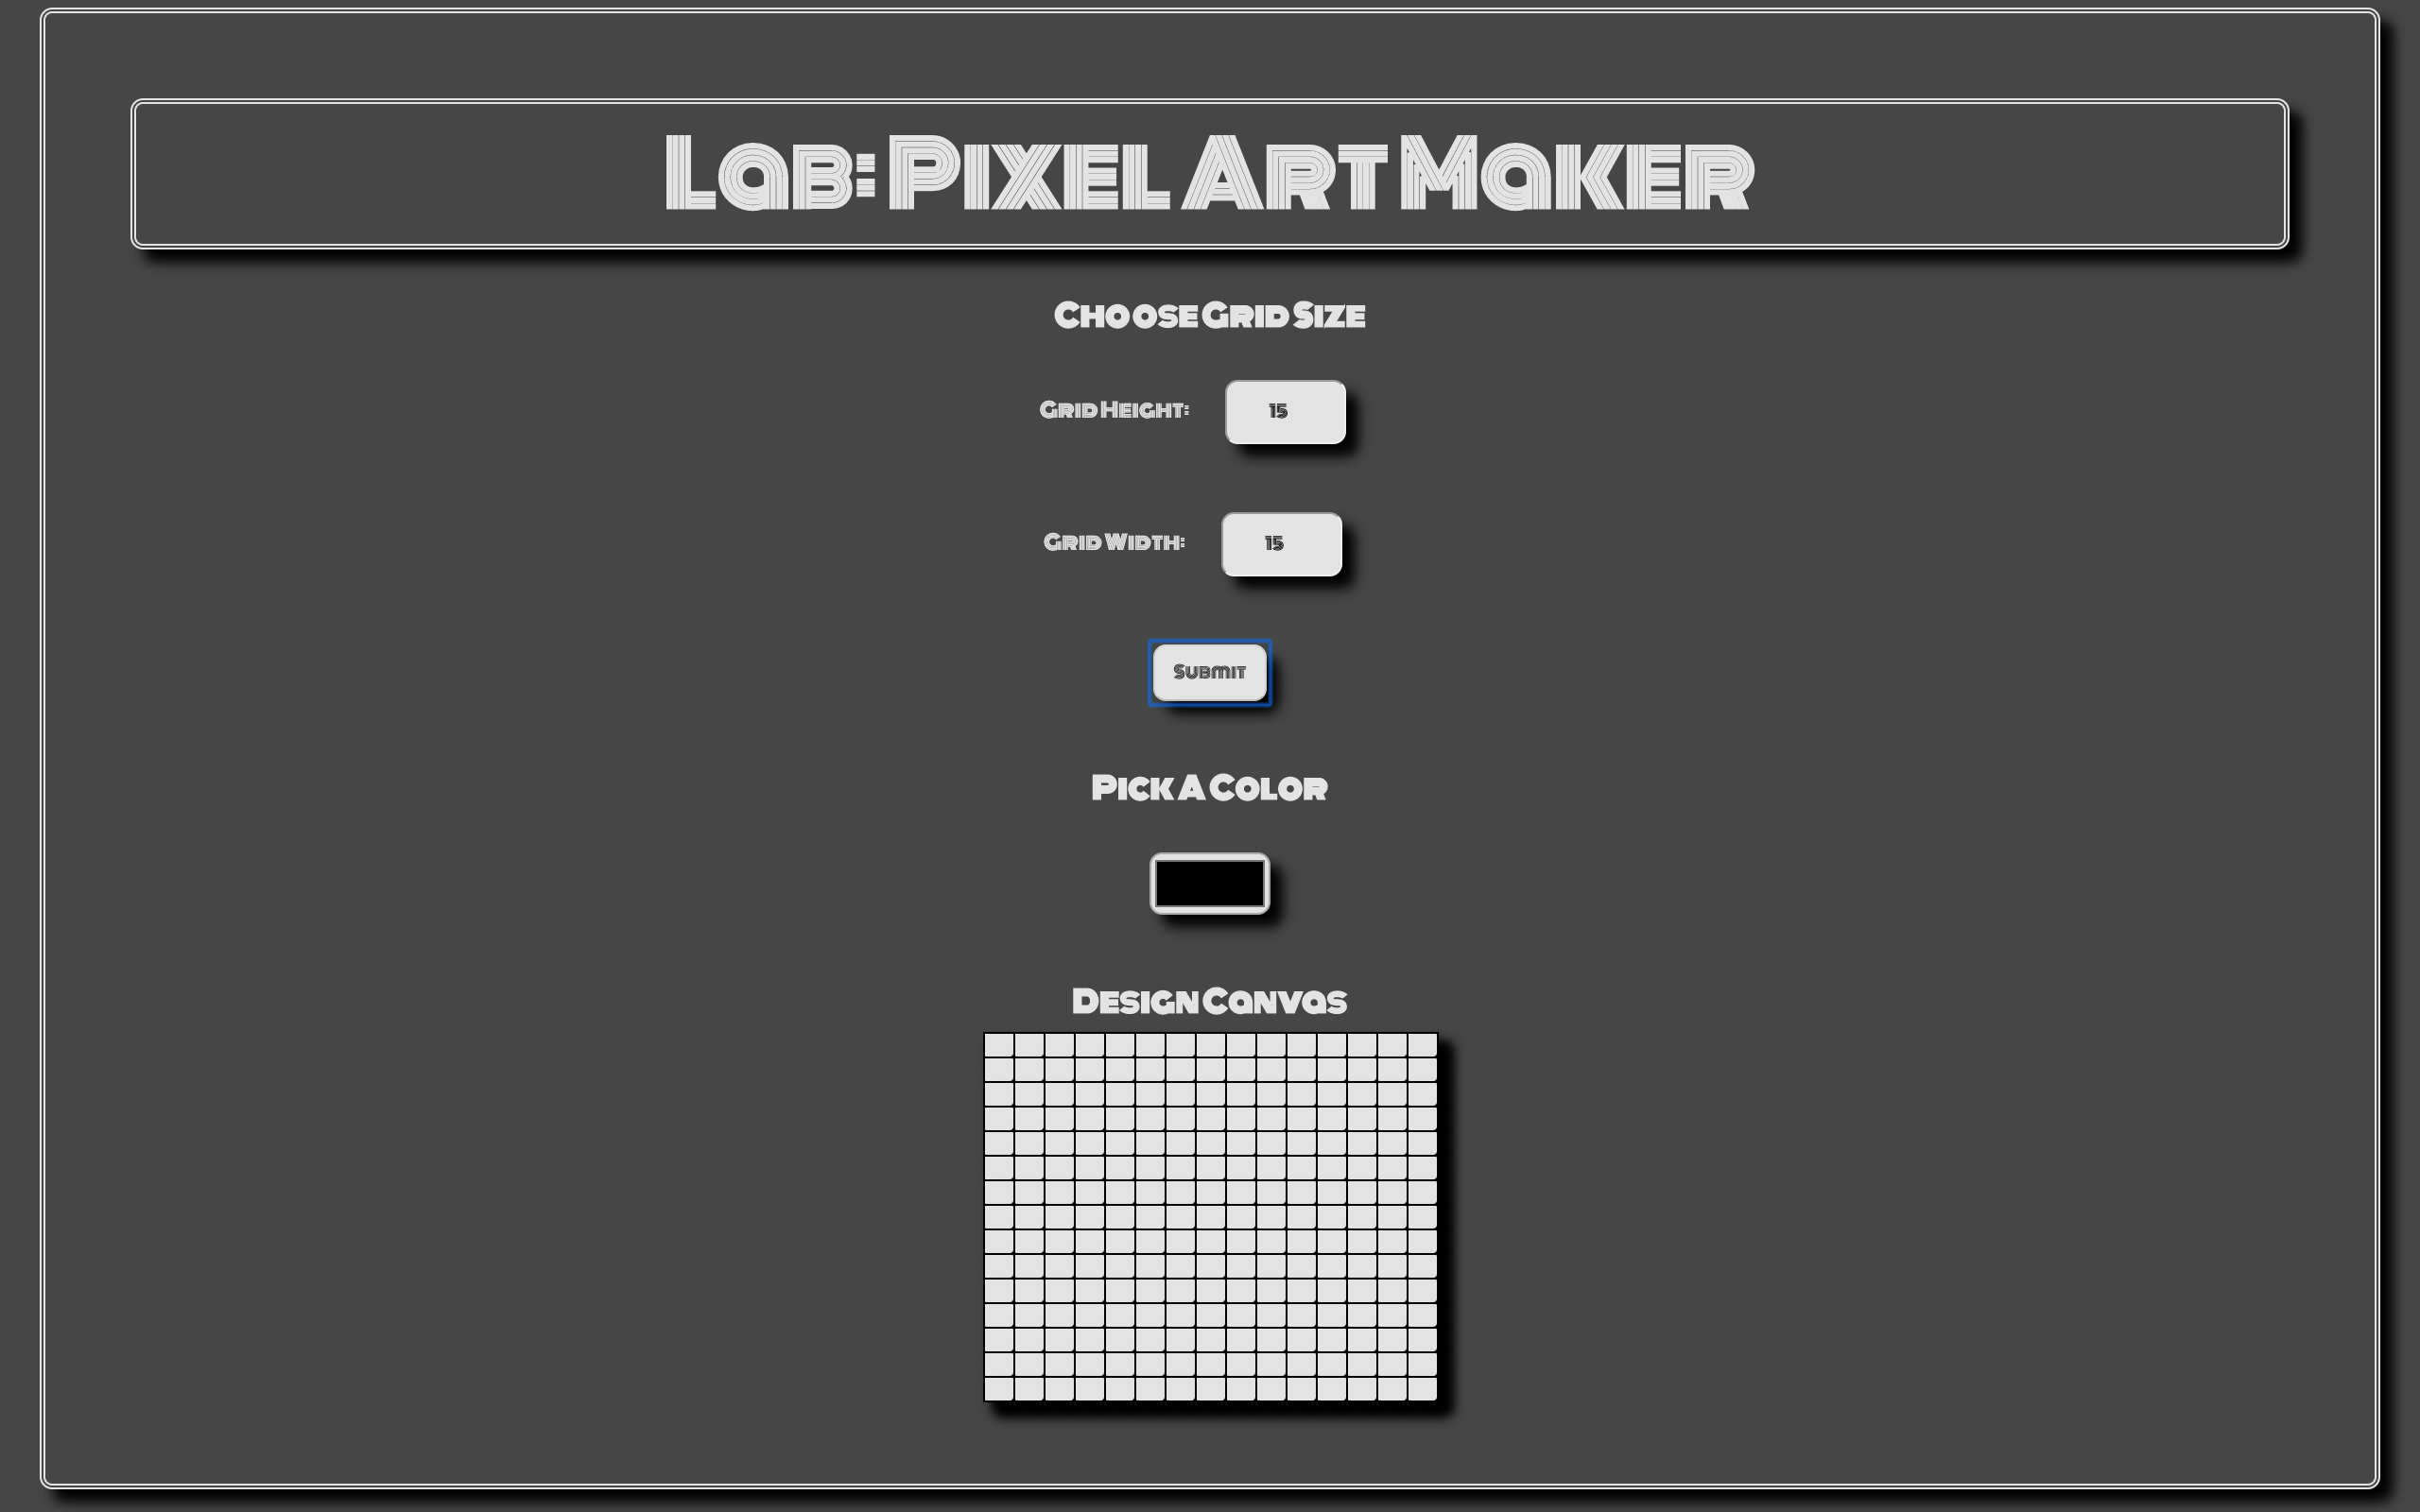 Lab: Pixel Art Maker
Choose Grid Size
Grid Height: 15
Grid Width: 15
Submit
Pick A Color
Design Canvas